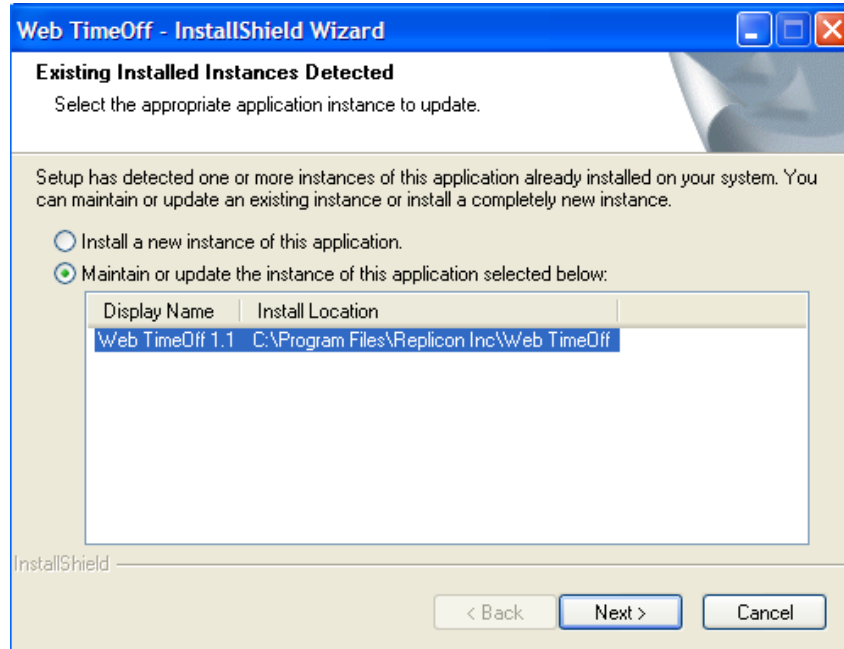 Web TimeOff - InstallShield Wizard
Existing Installed Instances Detected
Select the appropriate application instance to update.
Setup has detected one or more instances of this application already installed on your system. You
can maintain or update an existing instance or install a completely new instance.
Install a new instance of this application.
Maintain or update the instance of this application selected below:
Display Name Install Location
Web TimeOff 1.1 C:\Program Files\Replicon Inc\Web TimeOff
InstallShield
< Back Next > Cancel